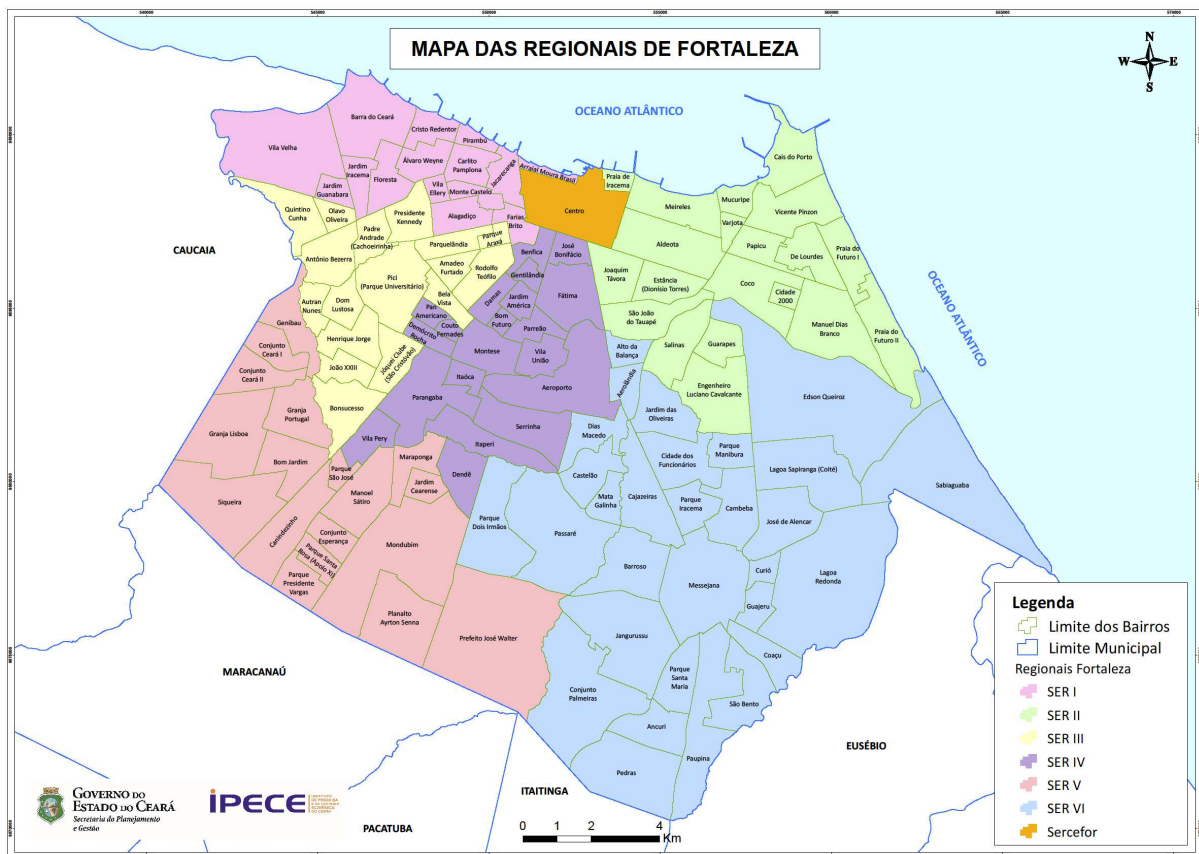 MAPA DAS REGIONAIS DE FORTALEZA
N
W
E
S
OCEANO ATLÂNTICO
OCEANO ATLÂNTICO
CAUCAIA
MARACANAÚ
PACATUBA
ITAITINGA
EUSÉBIO
Vila Velha
Barra do Ceará
Cristo Redentor
Pirambú
Jardim
Iracema
Floresta
Álvaro Weyne
Carlito
Pamplona
Jacarecanga
Arraial Moura Brasil
Jardim
Guanabara
Vila
Ellery
Monte Castelo
Alagadiço
Farias
Brito
Centro
Praia de
Iracema
Meireles
Mucuripe
Varjota
Cais do Porto
Vicente Pinzon
Aldeota
Papicu
De Lourdes
Praia do
Futuro I
Joaquim
Távora
Estância
(Dionísio Torres)
Coco
Cidade
2000
São João
do Tauapé
Manuel Dias
Branco
Praia do
Futuro II
Salinas
Guarapes
Engenheiro
Luciano Cavalcante
Quintino
Cunha
Olavo
Oliveira
Padre
Andrade
(Cachoeirinha)
Presidente
Kennedy
Parquelândia
Parque
Araxá
Antônio Bezerra
Amadeo
Furtado
Rodolfo
Teófilo
Pici
(Parque Universitário)
Bela
Vista
Autran
Nunes
Dom
Lustosa
Henrique Jorge
João XXIII
Jóquei Clube
(São Cristóvão)
Bonsucesso
Benfica
José
Bonifácio
Gentilândia
Fátima
Damas
Jardim
América
Bom
Futuro
Parreão
Pan
Americano
Demócrito
Rocha
Couto
Fernades
Montese
Vila
União
Itaóca
Aeroporto
Parangaba
Serrinha
Itaperi
Vila Pery
Dendê
Genibau
Conjunto
Ceará I
Conjunto
Ceará II
Granja
Portugal
Granja Lisboa
Bom Jardim
Siqueira
Canindezinho
Parque
São José
Manoel
Sátiro
Maraponga
Jardim
Cearense
Conjunto
Esperança
Parque Santa
Rosa (Apolo XI)
Parque
Presidente
Vargas
Mondubim
Planalto
Ayrton Senna
Prefeito José Walter
Alto da
Balança
Aerolândia
Jardim das
Oliveiras
Edson Queiroz
Dias
Macedo
Cidade dos
Funcionários
Parque
Manibura
Lagoa Sapiranga (Coité)
Sabiaguaba
Castelão
Mata
Galinha
Cajazeiras
Parque
Iracema
Cambeba
José de Alencar
Parque
Dois Irmãos
Passaré
Barroso
Messejana
Curió
Lagoa
Redonda
Guajeru
Jangurussu
Coaçu
Parque
Santa
Maria
Conjunto
Palmeiras
São Bento
Ancuri
Paupina
Pedras
Legenda
Limite dos Bairros
Limite Municipal
Regionais Fortaleza
SER I
SER II
SER III
SER IV
SER V
SER VI
Sercefor
GOVERNO DO
ESTADO DO CEARÁ
Secretaria do Planejamento
e Gestão
IPECE
0 1 2 4
Km